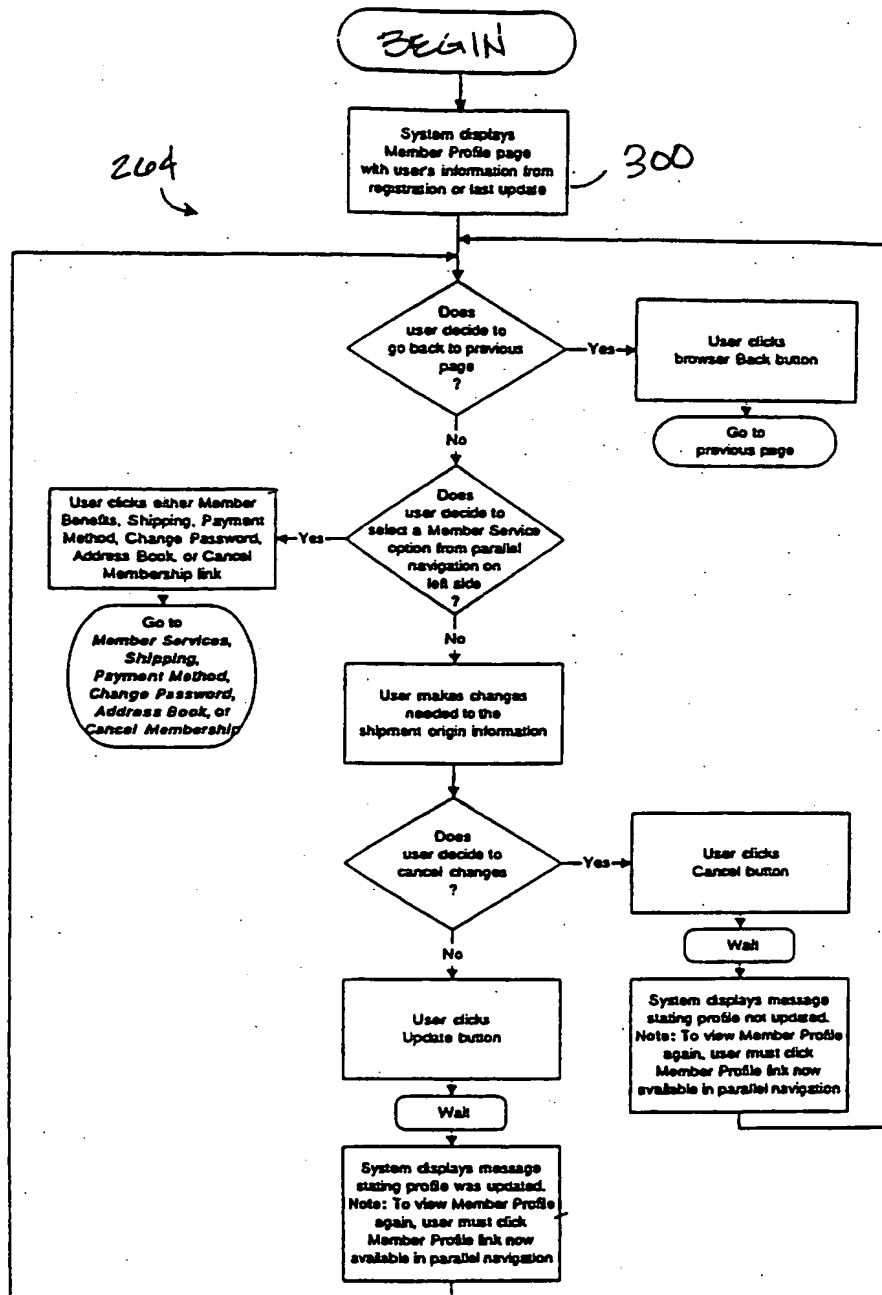 BEGIN
System displays
Member Profile page
with user's information from
registration or last update
300
264
Does
user decide to
go back to previous
page
?
Yes
User clicks
browser Back button
Go to
previous page
No
Does
user decide to
select a Member Service
option from parallel
navigation on
left side
?
Yes
User clicks either Member
Benefits, Shipping, Payment
Method, Change Password,
Address Book, or Cancel
Membership link
Go to
Member Services,
Shipping,
Payment Method,
Change Password,
Address Book, or
Cancel Membership
No
User makes changes
needed to the
shipment origin information
Does
user decide to
cancel changes
?
Yes
User clicks
Cancel button
Wait
System displays message
stating profile not updated.
Note: To view Member Profile
again, user must click
Member Profile link now
available in parallel navigation
No
User clicks
Update button
Wait
System displays message
stating profile was updated.
Note: To view Member Profile
again, user must click
Member Profile link now
available in parallel navigation